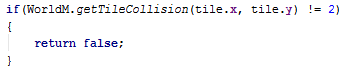 if(WorldM.getTileCollision(tile.x, tile.y) != 2)
{
    return false;
}